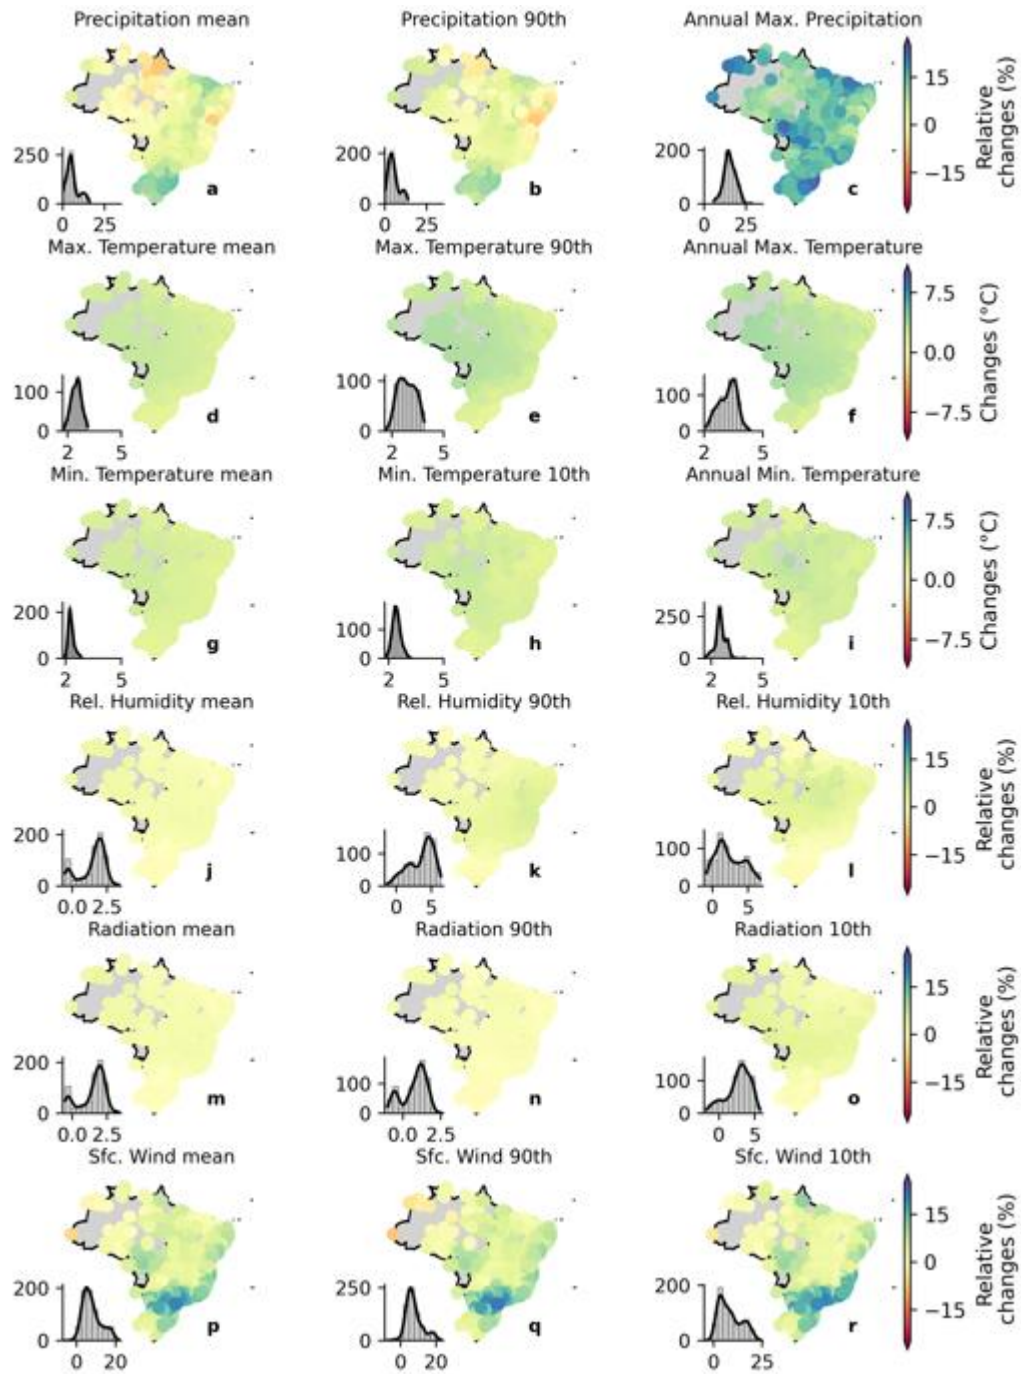 Precipitation mean
Precipitation 90th
Annual Max. Precipitation
250
0
0 25
a
200
0
0 25
b
200
0
0 25
c
15
0
−15
Relative
changes (%)
Max. Temperature mean
Max. Temperature 90th
Annual Max. Temperature
100
0
2 5
d
100
0
2 5
e
100
0
2 5
f
7.5
0.0
−7.5
Changes (°C)
Min. Temperature mean
Min. Temperature 10th
Annual Min. Temperature
200
0
2 5
g
100
0
2 5
h
250
0
2 5
i
7.5
0.0
−7.5
Changes (°C)
Rel. Humidity mean
Rel. Humidity 90th
Rel. Humidity 10th
200
0
0.0 2.5
j
100
0
0 5
k
100
0
0 5
l
15
0
−15
Relative
changes (%)
Radiation mean
Radiation 90th
Radiation 10th
200
0
0.0 2.5
m
100
0
0.0 2.5
n
100
0
0 5
o
15
0
−15
Relative
changes (%)
Sfc. Wind mean
Sfc. Wind 90th
Sfc. Wind 10th
200
0
0 20
p
250
0
0 20
q
200
0
0 25
r
15
0
−15
Relative
changes (%)